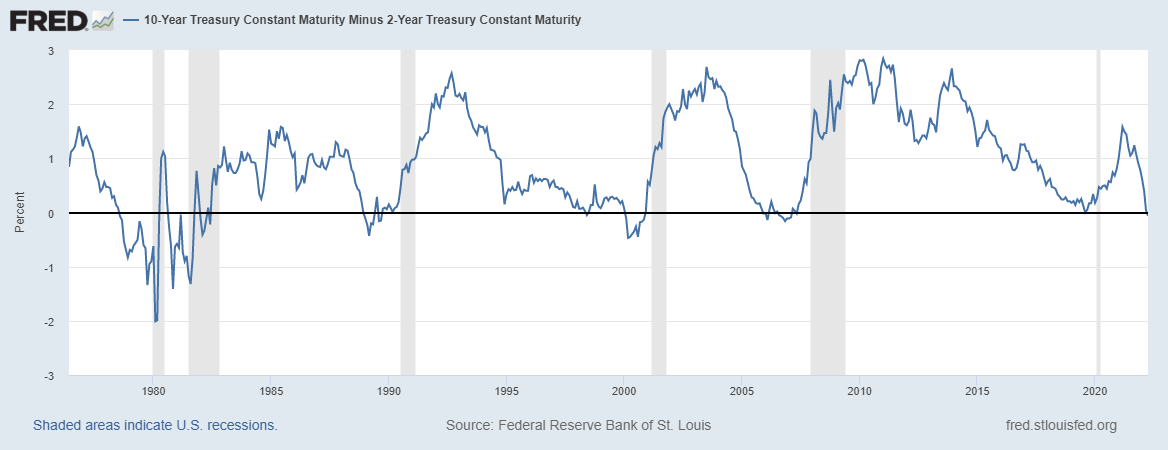 FRED 10-Year Treasury Constant Maturity Minus 2-Year Treasury Constant Maturity
3
2
1
0
-1
-2
-3
Percent
1980 1985 1990 1995 2000 2005 2010 2015 2020
Shaded areas indicate U.S. recessions. Source: Federal Reserve Bank of St. Louis fred.stlouisfed.org